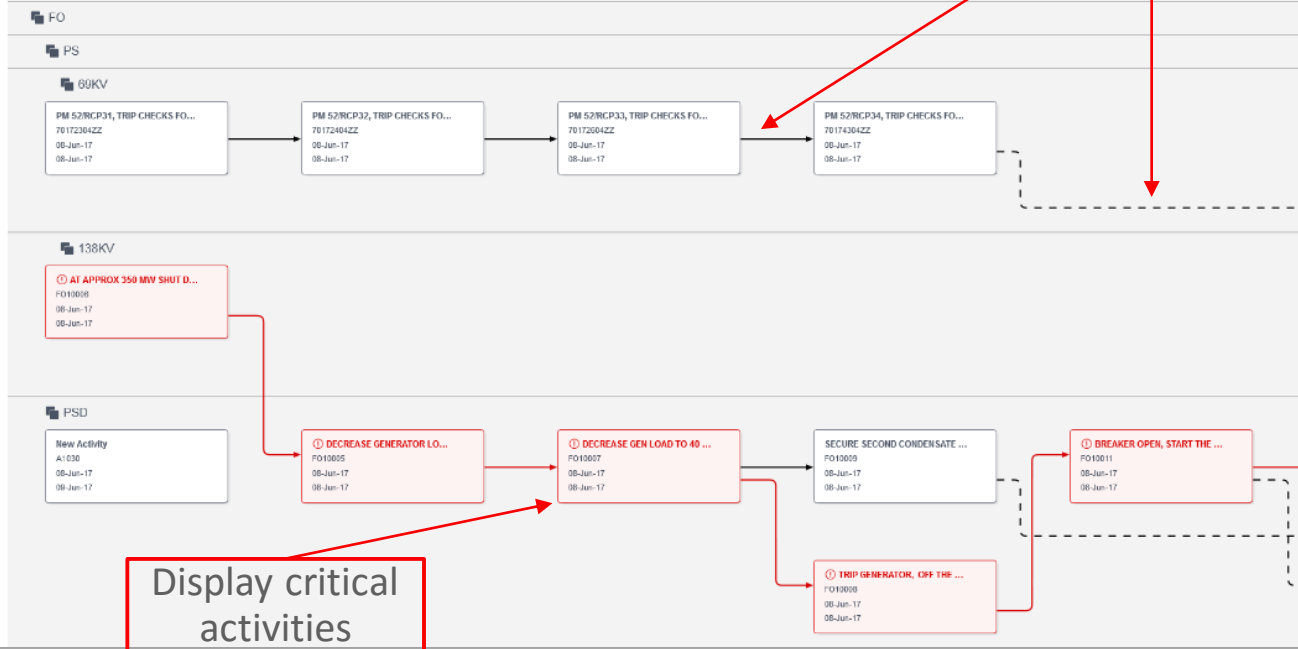 FO
PS
69KV
PM 52/RCP31, TRIP CHECKS FO...
70172304ZZ
08-Jun-17
08-Jun-17
PM 52/RCP32, TRIP CHECKS FO...
70172404ZZ
08-Jun-17
08-Jun-17
PM 52/RCP33, TRIP CHECKS FO...
70172604ZZ
08-Jun-17
08-Jun-17
PM 52/RCP34, TRIP CHECKS FO...
70174304ZZ
08-Jun-17
08-Jun-17
138KV
AT APPROX 350 MW SHUT D...
FO10006
08-Jun-17
08-Jun-17
PSD
New Activity
A1030
08-Jun-17
09-Jun-17
DECREASE GENERATOR LO...
FO10005
08-Jun-17
08-Jun-17
DECREASE GEN LOAD TO 40 ...
FO10007
08-Jun-17
08-Jun-17
SECURE SECOND CONDENSATE ...
FO10009
08-Jun-17
08-Jun-17
BREAKER OPEN, START THE ...
FO10011
08-Jun-17
08-Jun-17
TRIP GENERATOR, OFF THE ...
FO10008
08-Jun-17
08-Jun-17
Display critical
activities